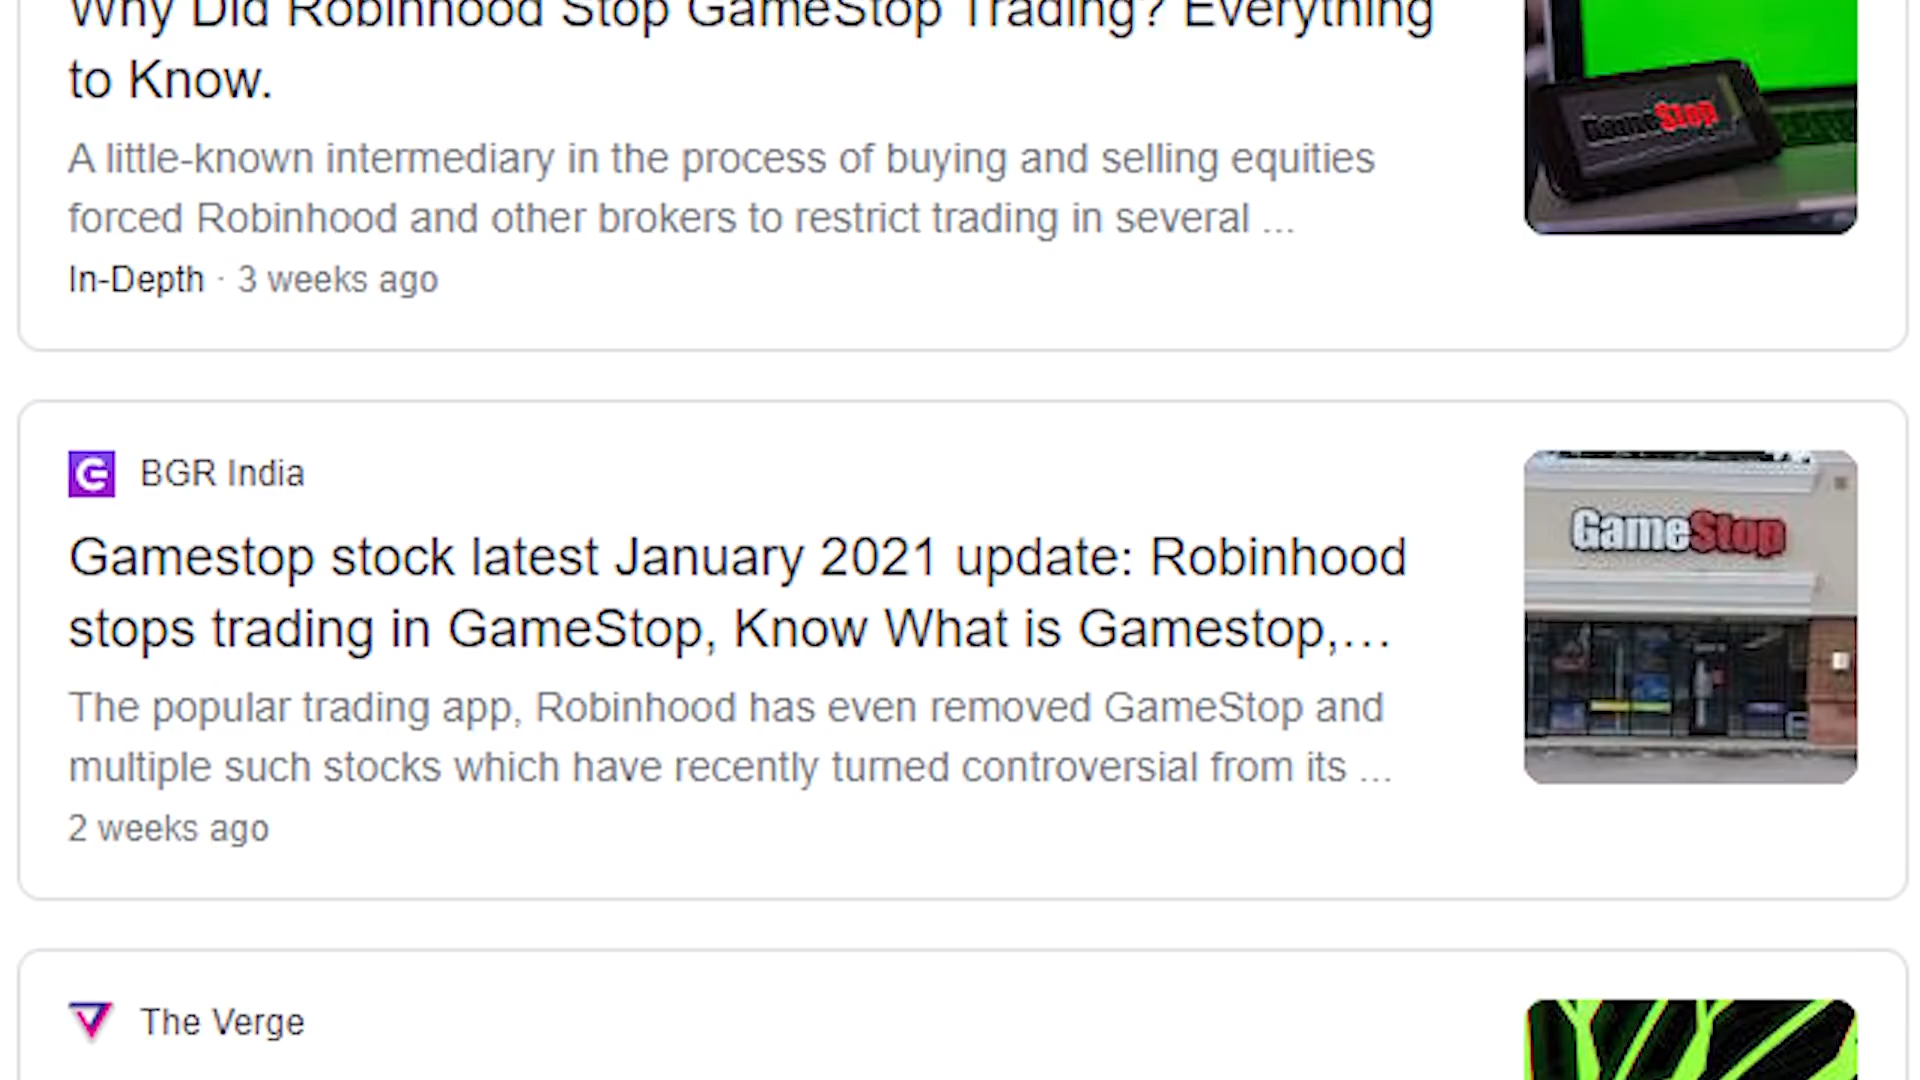 Why Did Robinhood Stop GameStop Trading? Everything
to Know.
A little-known intermediary in the process of buying and selling equities
forced Robinhood and other brokers to restrict trading in several ...
In-Depth · 3 weeks ago
GameStop
BGR India
Gamestop stock latest January 2021 update: Robinhood
stops trading in GameStop, Know What is Gamestop,...
The popular trading app, Robinhood has even removed GameStop and
multiple such stocks which have recently turned controversial from its ...
2 weeks ago
GameStop
The Verge